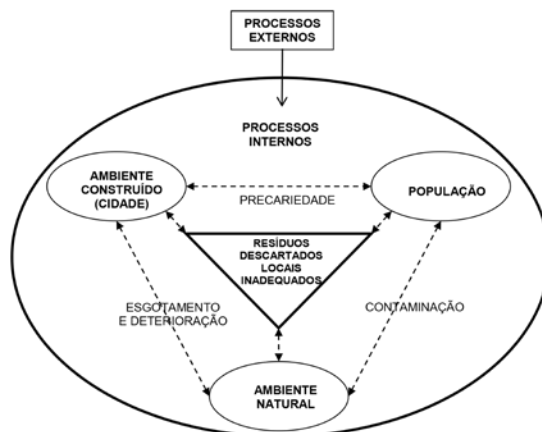 PROCESSOS
EXTERNOS
PROCESSOS
INTERNOS
AMBIENTE
CONSTRUÍDO
(CIDADE)
PRECARIEDADE
POPULAÇÃO
RESÍDUOS
DESCARTADOS
LOCAIS
INADEQUADOS
ESGOTAMENTO
E DETERIORAÇÃO
CONTAMINAÇÃO
AMBIENTE
NATURAL